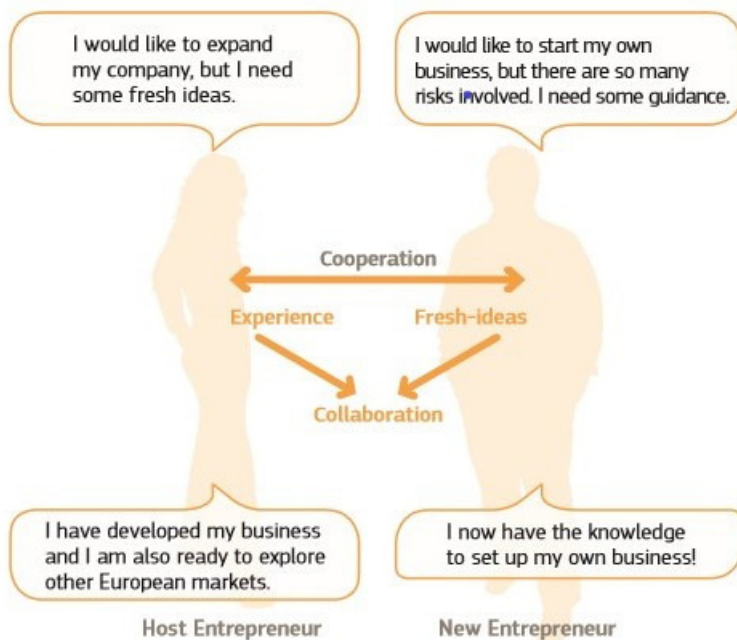 I would like to expand
my company, but I need
some fresh ideas.
I would like to start my own
business, but there are so many
risks involved. I need some guidance.
Cooperation
Experience
Fresh-ideas
Collaboration
I have developed my business
and I am also ready to explore
other European markets.
I now have the knowledge
to set up my own business!
Host Entrepreneur
New Entrepreneur